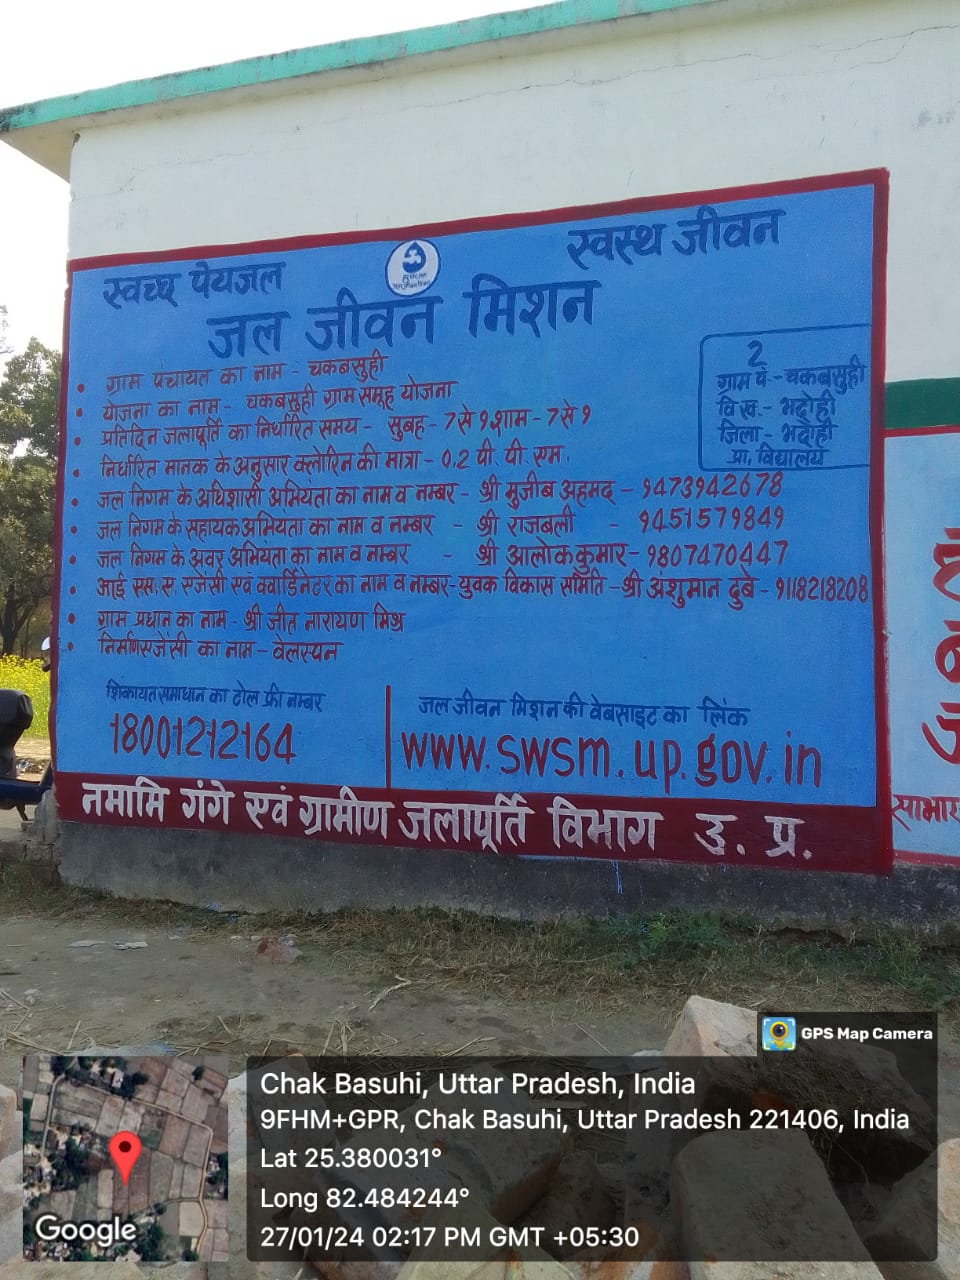 स्वच्छ पेयजल
स्वस्थ जीवन
जल जीवन मिशन
• ग्राम पंचायत का नाम - चकबसुही
• योजना का नाम - चकबसुही ग्राम समूह योजना
• प्रतिदिन जलापूर्ति का निर्धारित समय - सुबह - 7 से 9 शाम - 7 से 9
• निर्धारित मानक के अनुसार क्लोरिन की मात्रा - 0.2 पी. पी. एम.
• जल निगम के अधिशासी अभियंता का नाम व नम्बर - श्री मुजीब अहमद - 9473942678
• जल निगम के सहायक अभियंता का नाम व नम्बर - श्री राजबली - 9451579849
• जल निगम के अवर अभियंता का नाम व नम्बर - श्री आलोक कुमार - 9807470447
• आई एस. ए. एजेंसी एवं क्वार्डिनेटर का नाम व नम्बर - युवक विकास समिति - श्री अंशुमान दुबे - 9118218208
• ग्राम प्रधान का नाम - श्री जीत नारायण मिश्र
• निर्माण एजेंसी का नाम - वेलस्पन
2
ग्राम पं. - चकबसुही
वि.ख. - भदोही
जिला - भदोही
प्रा. विद्यालय
शिकायत समाधान का टोल फ्री नम्बर
18001212164
जल जीवन मिशन की वेबसाइट का लिंक
www.swsm.up.gov.in
नमामि गंगे एवं ग्रामीण जलापूर्ति विभाग उ. प्र.
GPS Map Camera
Chak Basuhi, Uttar Pradesh, India
9FHM+GPR, Chak Basuhi, Uttar Pradesh 221406, India
Lat 25.380031°
Long 82.484244°
27/01/24 02:17 PM GMT +05:30
Google